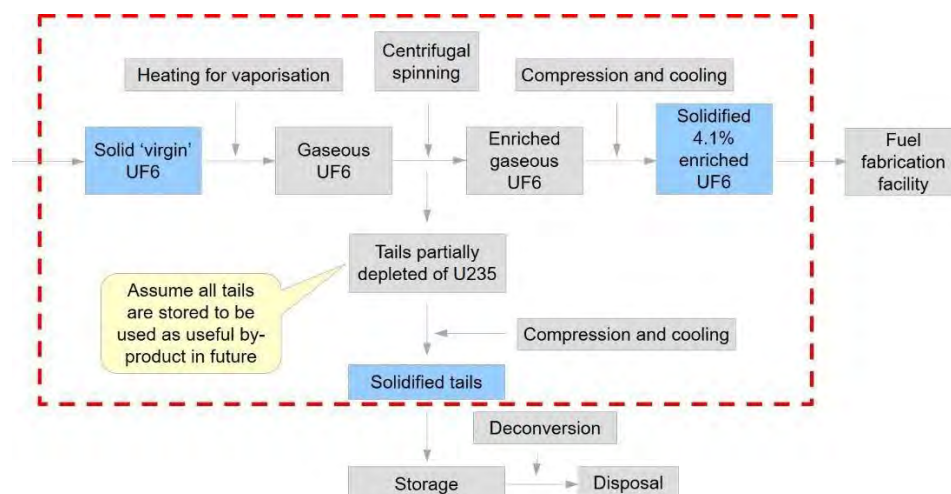 Centrifugal
spinning
Heating for vaporisation
Compression and cooling
Solid ‘virgin’
UF6
Gaseous
UF6
Enriched
gaseous
UF6
Solidified
4.1%
enriched
UF6
Fuel
fabrication
facility
Tails partially
depleted of U235
Assume all tails
are stored to be
used as useful by-
product in future
Compression and cooling
Solidified tails
Deconversion
Storage
Disposal